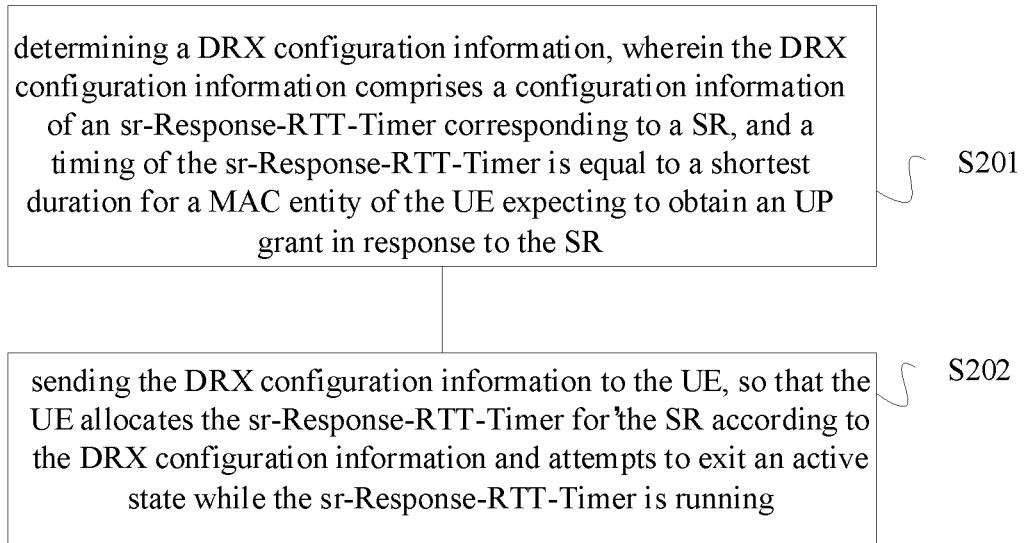 determining a DRX configuration information, wherein the DRX
configuration information comprises a configuration information
of an sr-Response-RTT-Timer corresponding to a SR, and a
timing of the sr-Response-RTT-Timer is equal to a shortest
duration for a MAC entity of the UE expecting to obtain an UP
grant in response to the SR
S201
sending the DRX configuration information to the UE, so that the
UE allocates the sr-Response-RTT-Timer for the SR according to
the DRX configuration information and attempts to exit an active
state while the sr-Response-RTT-Timer is running
S202